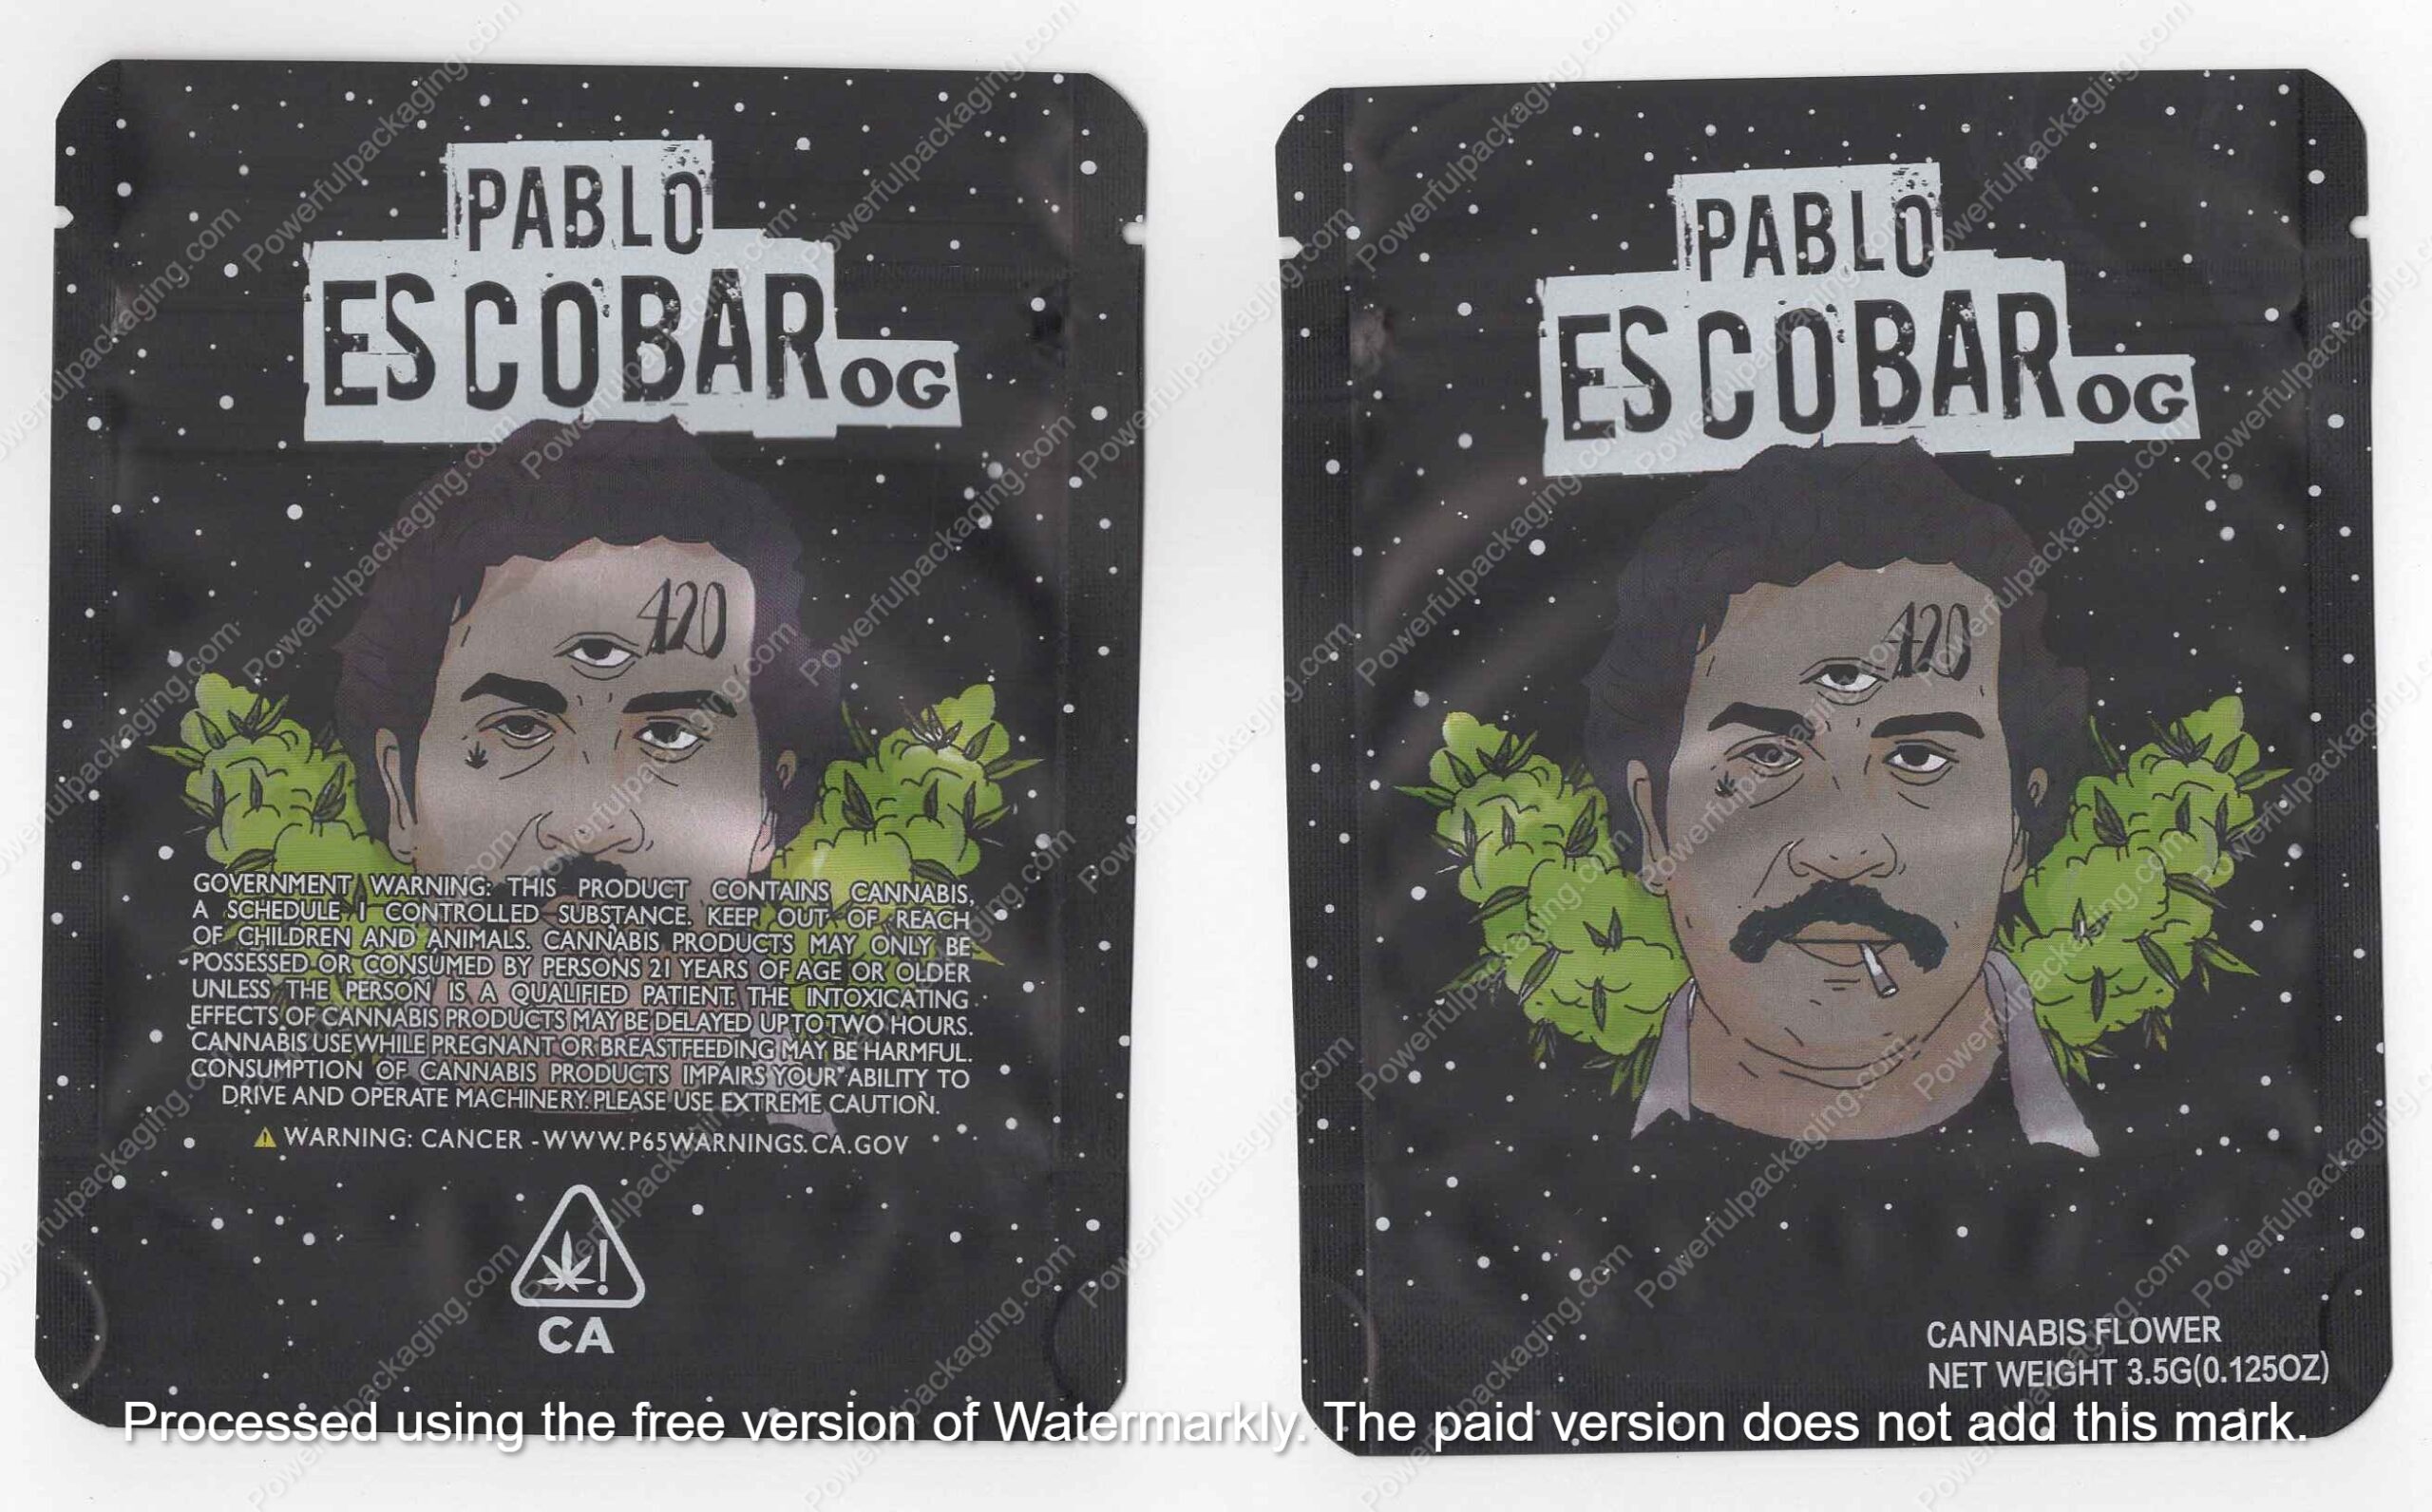 PABLO
ESCOBAR OG
420
GOVERNMENT WARNING: THIS PRODUCT CONTAINS CANNABIS,
A SCHEDULE I CONTROLLED SUBSTANCE. KEEP OUT OF REACH
OF CHILDREN AND ANIMALS. CANNABIS PRODUCTS MAY ONLY BE
POSSESSED OR CONSUMED BY PERSONS 21 YEARS OF AGE OR OLDER
UNLESS THE PERSON IS A QUALIFIED PATIENT. THE INTOXICATING
EFFECTS OF CANNABIS PRODUCTS MAY BE DELAYED UP TO TWO HOURS.
CANNABIS USE WHILE PREGNANT OR BREASTFEEDING MAY BE HARMFUL.
CONSUMPTION OF CANNABIS PRODUCTS IMPAIRS YOUR ABILITY TO
DRIVE AND OPERATE MACHINERY. PLEASE USE EXTREME CAUTION.
! WARNING: CANCER -WWW.P65WARNINGS.CA.GOV
!
CA
PABLO
ESCOBAR OG
420
CANNABIS FLOWER
NET WEIGHT 3.5G(0.125OZ)
Processed using the free version of Watermarkly. The paid version does not add this mark.
Powerfulpackaging.com